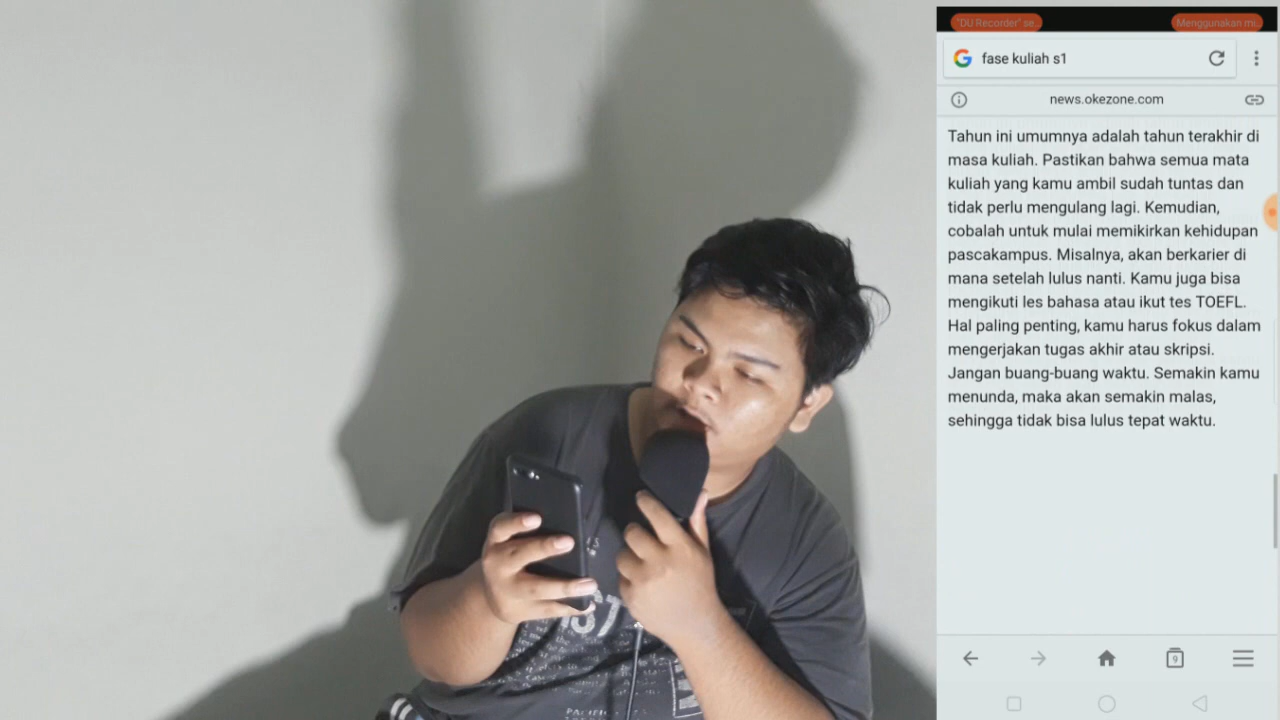 "DU Recorder" se..
Menggunakan mi..
fase kuliah s1
news.okezone.com
Tahun ini umumnya adalah tahun terakhir di
masa kuliah. Pastikan bahwa semua mata
kuliah yang kamu ambil sudah tuntas dan
tidak perlu mengulang lagi. Kemudian,
cobalah untuk mulai memikirkan kehidupan
pascakampus. Misalnya, akan berkarier di
mana setelah lulus nanti. Kamu juga bisa
mengikuti les bahasa atau ikut tes TOEFL.
Hal paling penting, kamu harus fokus dalam
mengerjakan tugas akhir atau skripsi.
Jangan buang-buang waktu. Semakin kamu
menunda, maka akan semakin malas,
sehingga tidak bisa lulus tepat waktu.
9
87